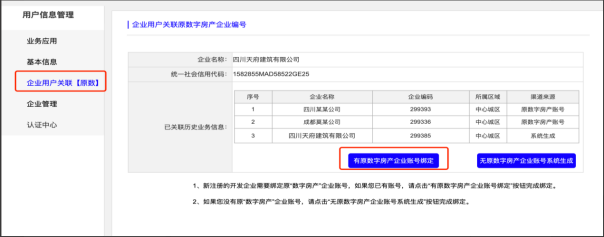 用户信息管理
业务应用
基本信息
企业用户关联【原数】
企业管理
认证中心
企业用户关联原数字房产企业编号
企业名称: 四川天府建筑有限公司
统一社会信用代码: 1582855MAD58522GE25
已关联历史业务信息:
序号 企业名称 企业编码 所属区域 渠道来源
1 四川某某公司 299393 中心城区 原数字房产账号
2 成都莫某公司 299336 中心城区 原数字房产账号
3 四川天府建筑有限公司 299385 中心城区 系统生成
有原数字房产企业账号绑定 无原数字房产企业账号系统生成
1、新注册的开发企业需要绑定原"数字房产"企业账号，如果您已有账号，请点击"有原数字房产企业账号绑定"按钮完成绑定。
2、如果您没有原"数字房产"企业账号，请点击"无原数字房产企业账号系统生成"按钮完成绑定。